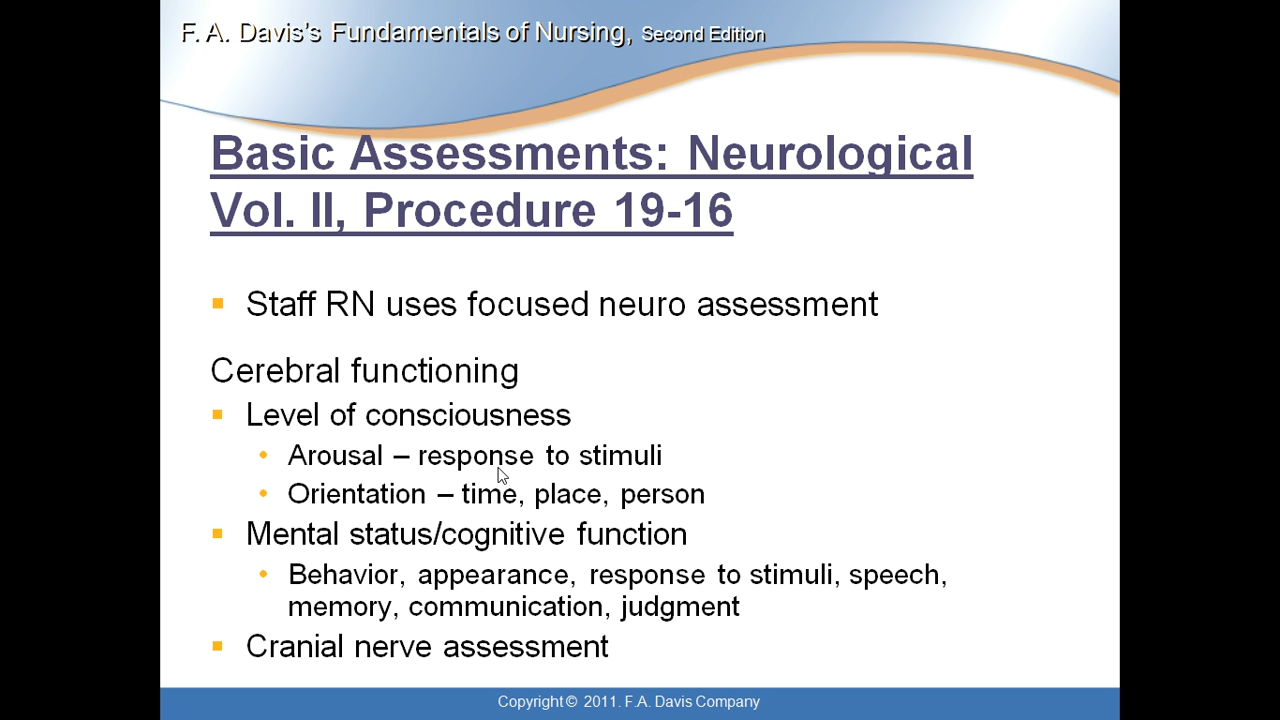 F. A. Davis's Fundamentals of Nursing, Second Edition
Basic Assessments: Neurological
Vol. II, Procedure 19-16
Staff RN uses focused neuro assessment
Cerebral functioning
Level of consciousness
Arousal – response to stimuli
Orientation – time, place, person
Mental status/cognitive function
Behavior, appearance, response to stimuli, speech,
memory, communication, judgment
Cranial nerve assessment
Copyright © 2011. F.A. Davis Company